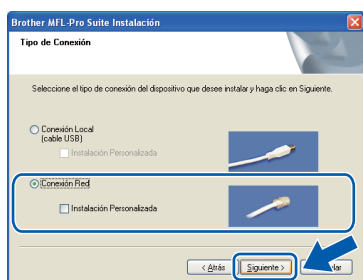 Brother MFL-Pro Suite Instalación
Tipo de Conexión
Seleccione el tipo de conexión del dispositivo que desee instalar y haga clic en Siguiente.
Conexión Local
(cable USB)
Instalación Personalizada
Conexión Red
Instalación Personalizada
< Atrás
Siguiente >